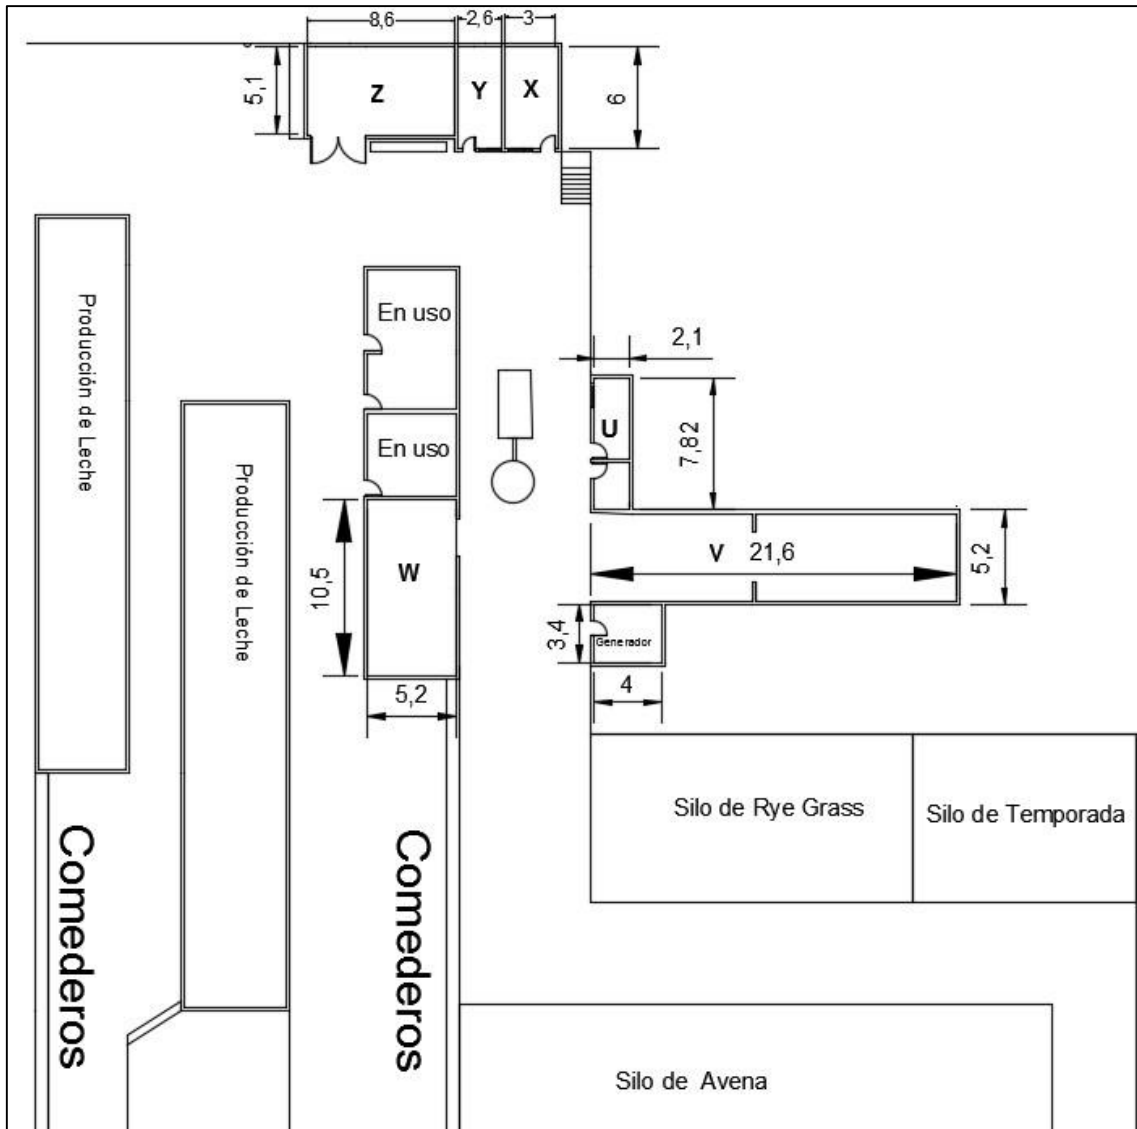 8,6
2,6
3
5,1
Z
Y
X
6
En uso
Producción de Leche
2,1
En uso
U
7,82
Producción de Leche
10,5
W
V
21,6
5,2
3,4
Generador
5,2
4
Silo de Rye Grass
Silo de Temporada
Comederos
Comederos
Silo de Avena